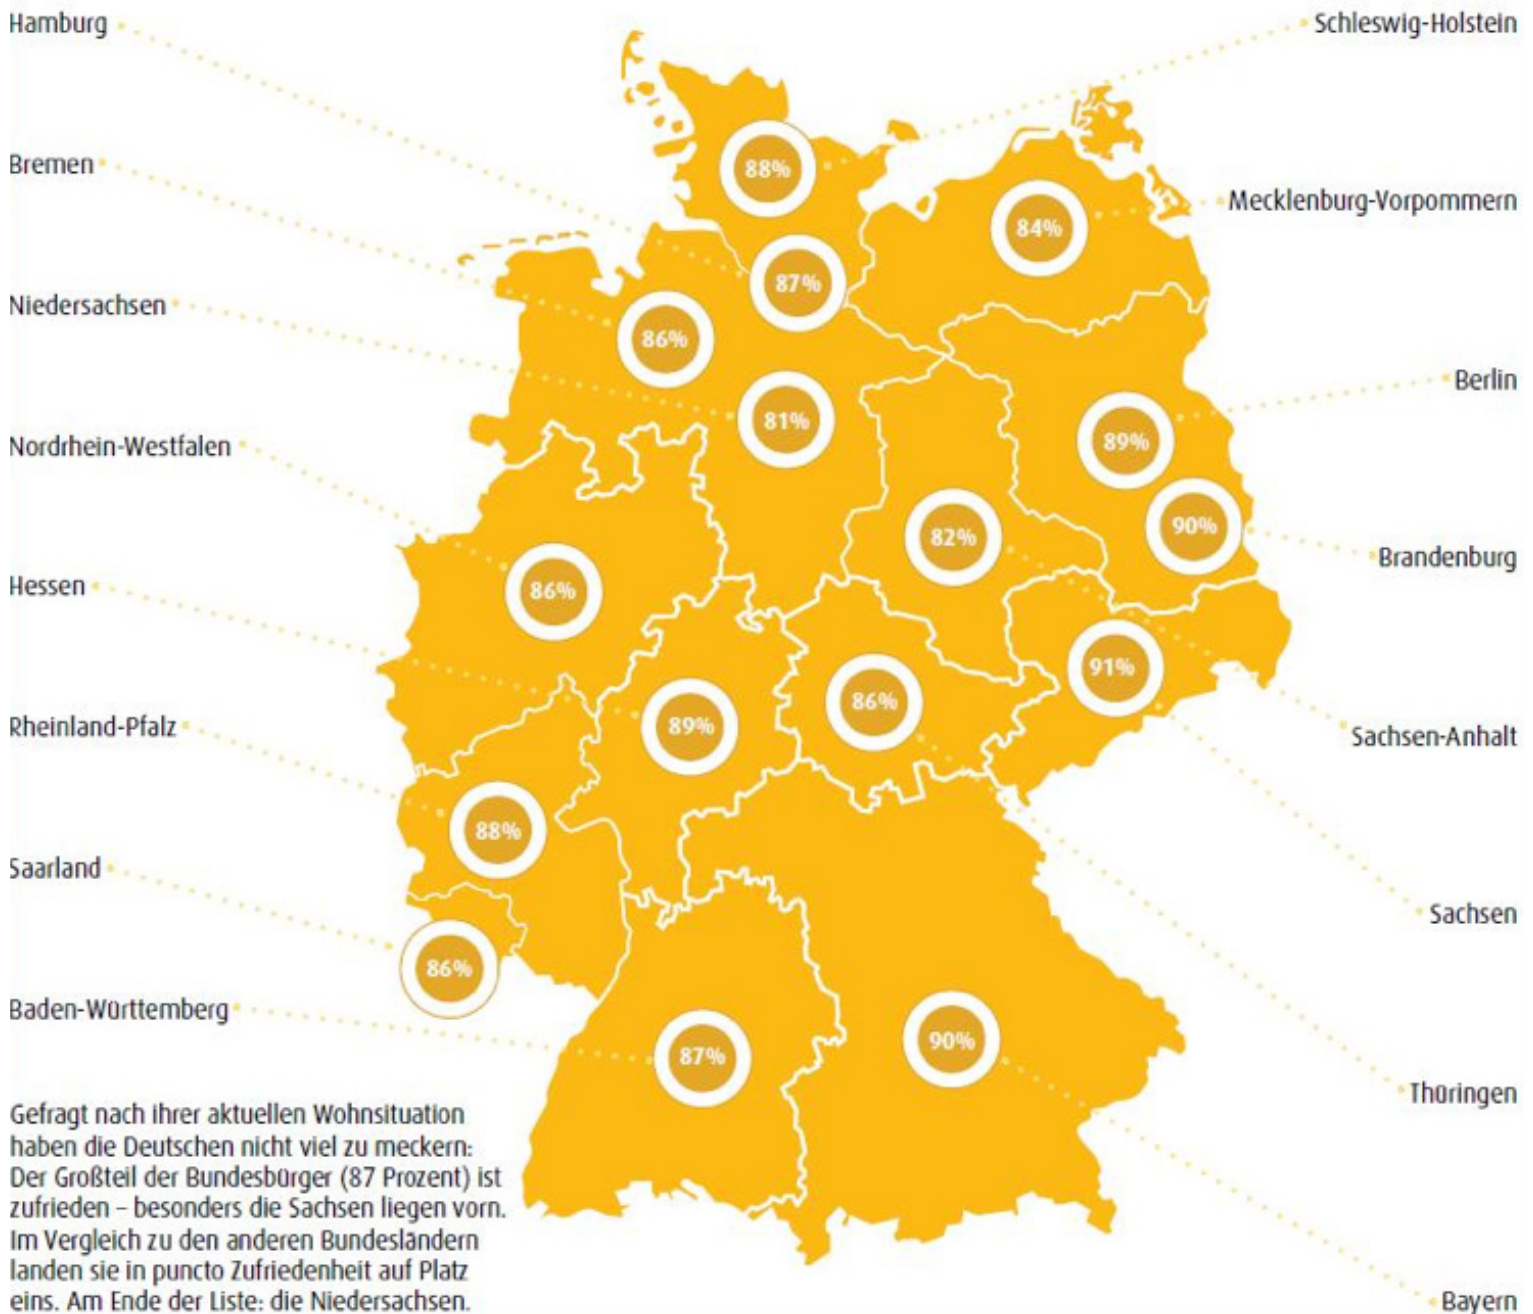 Hamburg
Schleswig-Holstein
Bremen
88%
Mecklenburg-Vorpommern
84%
87%
Niedersachsen
86%
Berlin
81%
89%
Nordrhein-Westfalen
90%
82%
Brandenburg
Hessen
86%
91%
86%
89%
Rheinland-Pfalz
Sachsen-Anhalt
88%
Saarland
Sachsen
86%
Baden-Württemberg
90%
87%
Thüringen
Gefragt nach ihrer aktuellen Wohnsituation
haben die Deutschen nicht viel zu meckern:
Der Großteil der Bundesbürger (87 Prozent) ist
zufrieden – besonders die Sachsen liegen vorn.
Im Vergleich zu den anderen Bundesländern
landen sie in puncto Zufriedenheit auf Platz
eins. Am Ende der Liste: die Niedersachsen.
Bayern